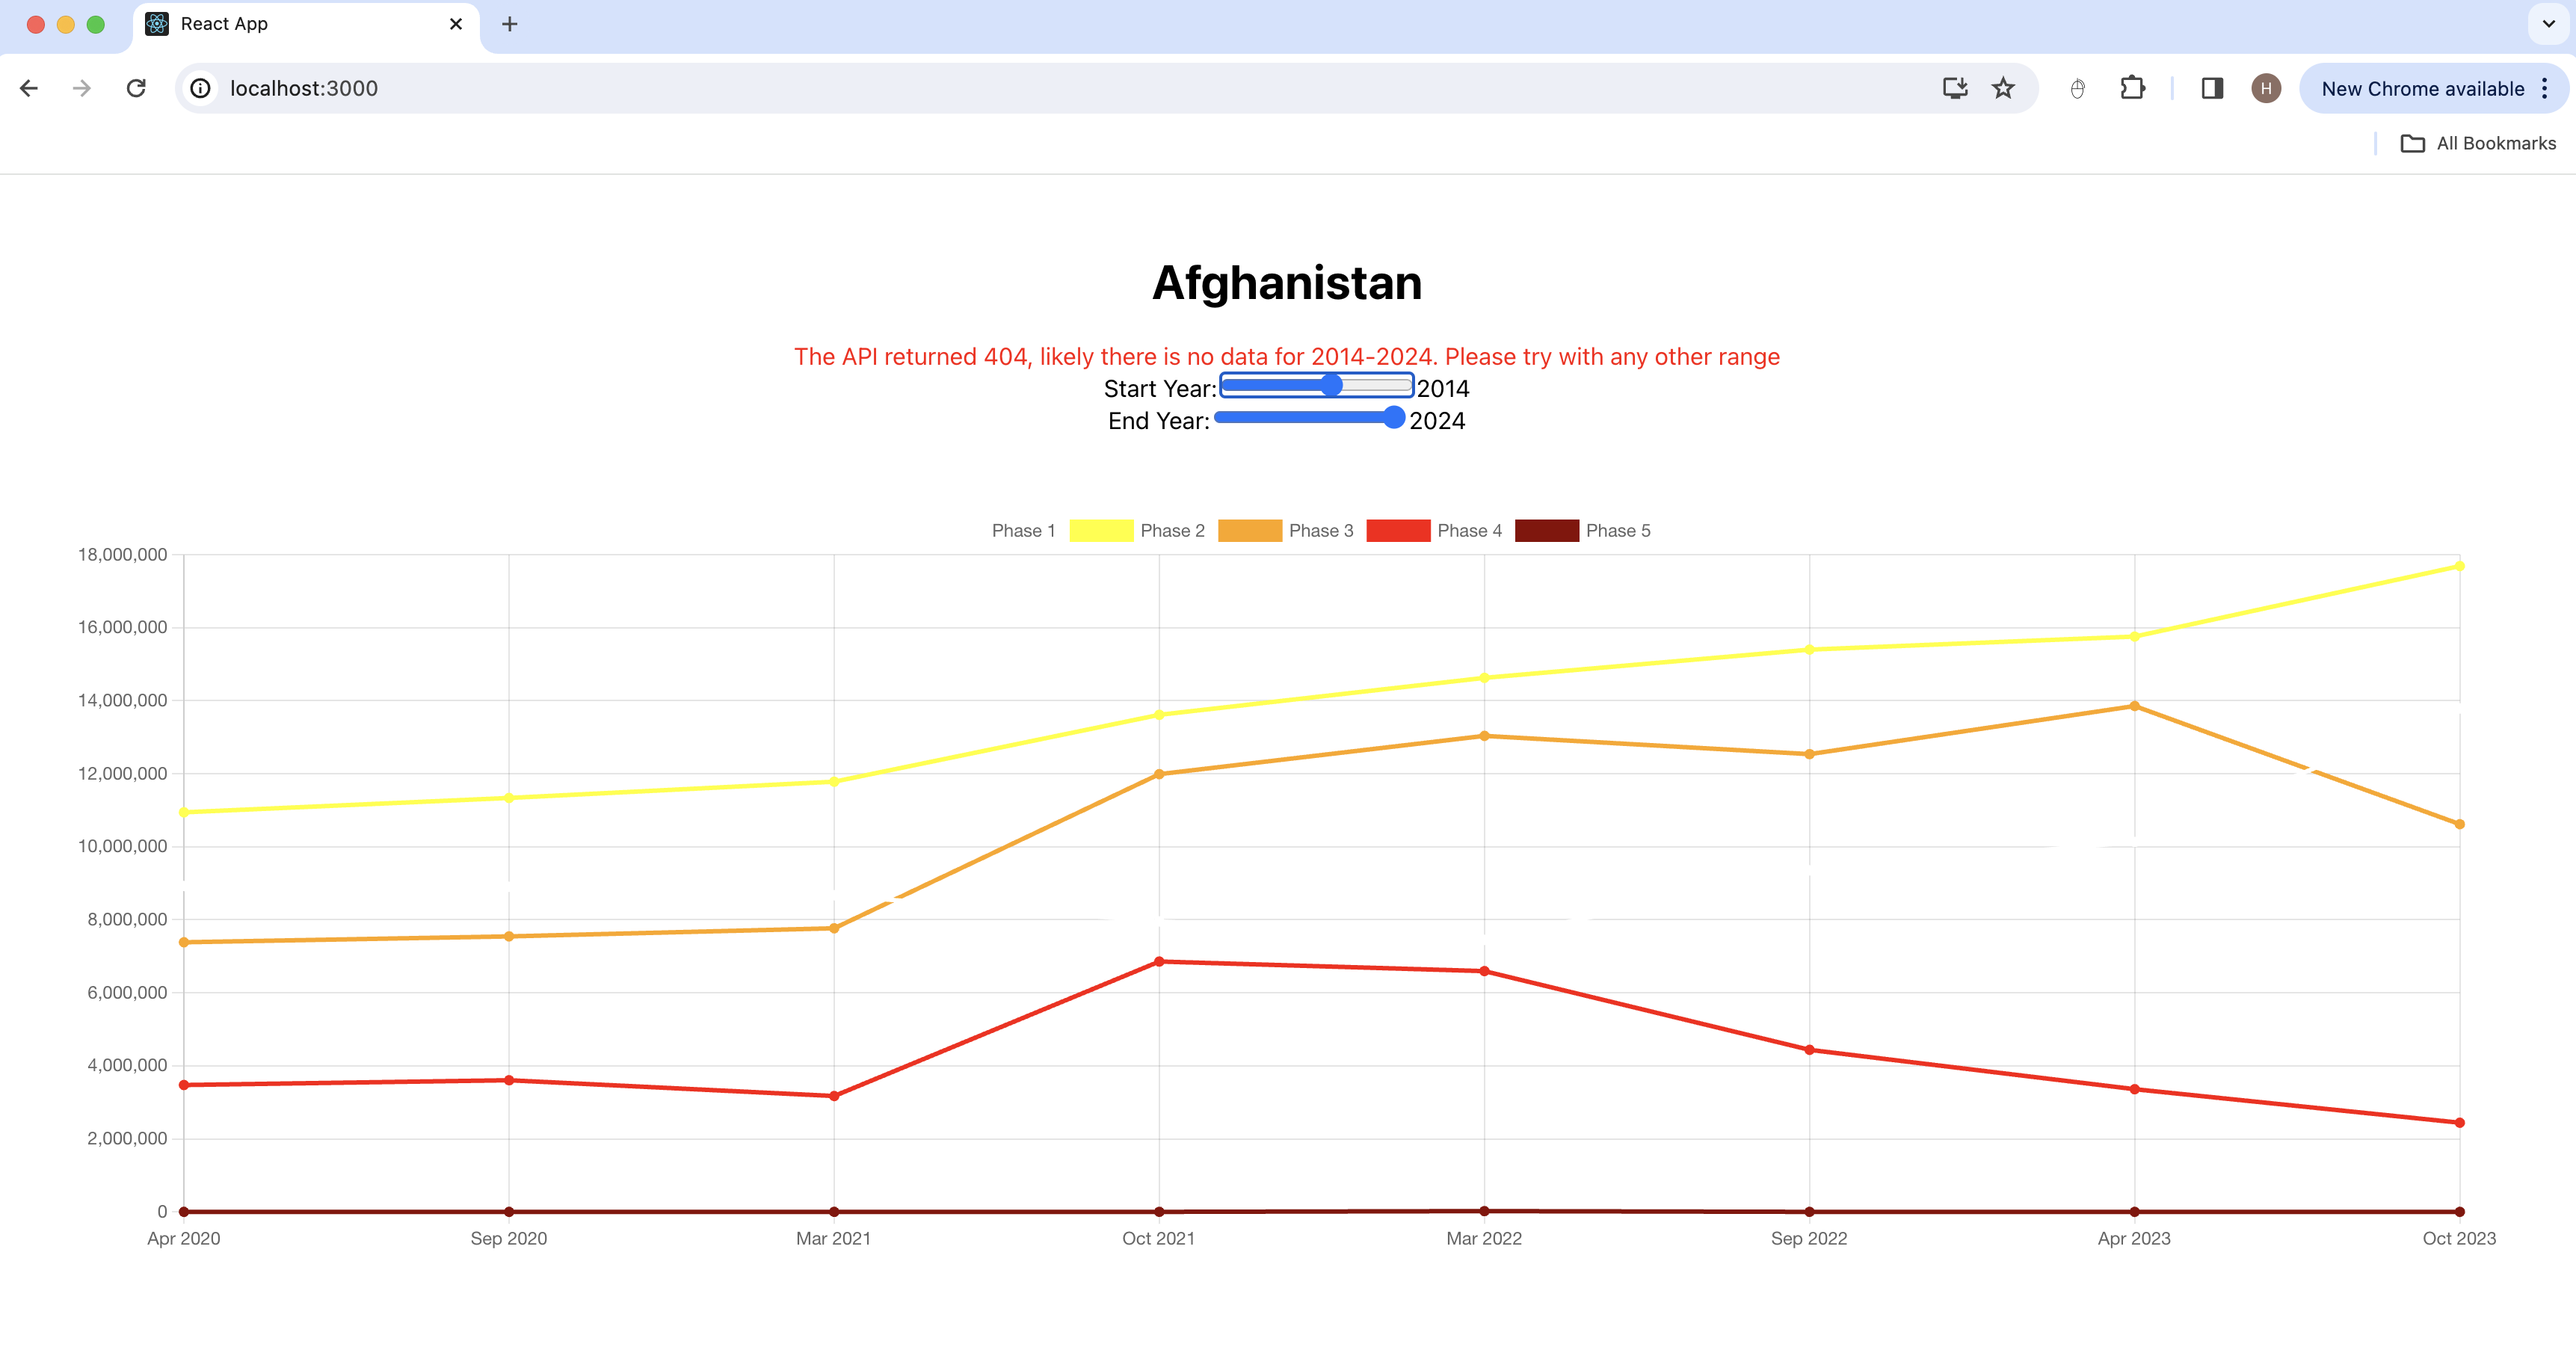 React App
localhost:3000
New Chrome available
All Bookmarks
Afghanistan
The API returned 404, likely there is no data for 2014-2024. Please try with any other range
Start Year: 2014
End Year: 2024
Phase 1 Phase 2 Phase 3 Phase 4 Phase 5
18,000,000
16,000,000
14,000,000
12,000,000
10,000,000
8,000,000
6,000,000
4,000,000
2,000,000
0
Apr 2020 Sep 2020 Mar 2021 Oct 2021 Mar 2022 Sep 2022 Apr 2023 Oct 2023
H